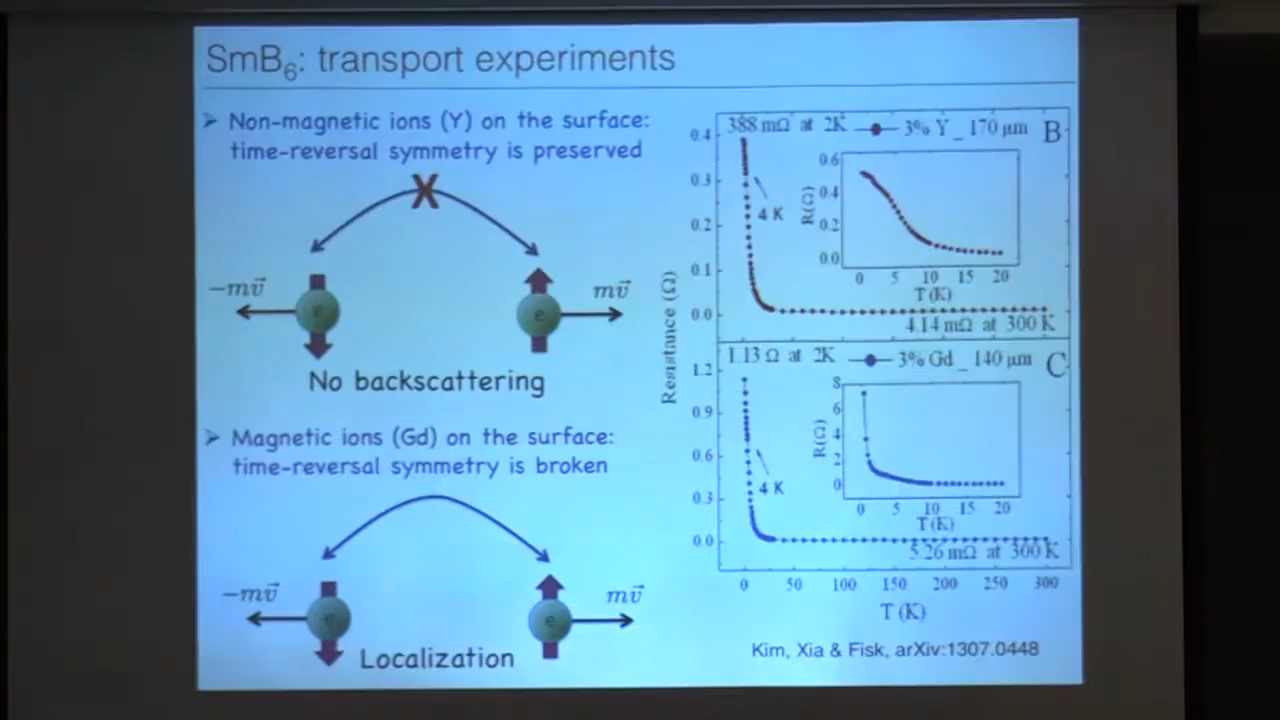 SmB₆: transport experiments
➢ Non-magnetic ions (Y) on the surface:
time-reversal symmetry is preserved
X
−mv⃗
e
e
mv⃗
No backscattering
➢ Magnetic ions (Gd) on the surface:
time-reversal symmetry is broken
−mv⃗
e
e
mv⃗
Localization
388 mΩ at 2K
3% Y _ 170 μm
B
0.4
0.3
0.2
0.1
0.0
4 K
R(Ω)
0.6
0.4
0.2
0.0
0 5 10 15 20
T (K)
4.14 mΩ at 300 K
Resistance (Ω)
1.13 Ω at 2K
3% Gd _ 140 μm
C
1.2
0.9
0.6
0.3
0.0
4 K
R(Ω)
8
6
4
2
0
0 5 10 15 20
T (K)
5.26 mΩ at 300 K
0 50 100 150 200 250 300
T (K)
Kim, Xia & Fisk, arXiv:1307.0448